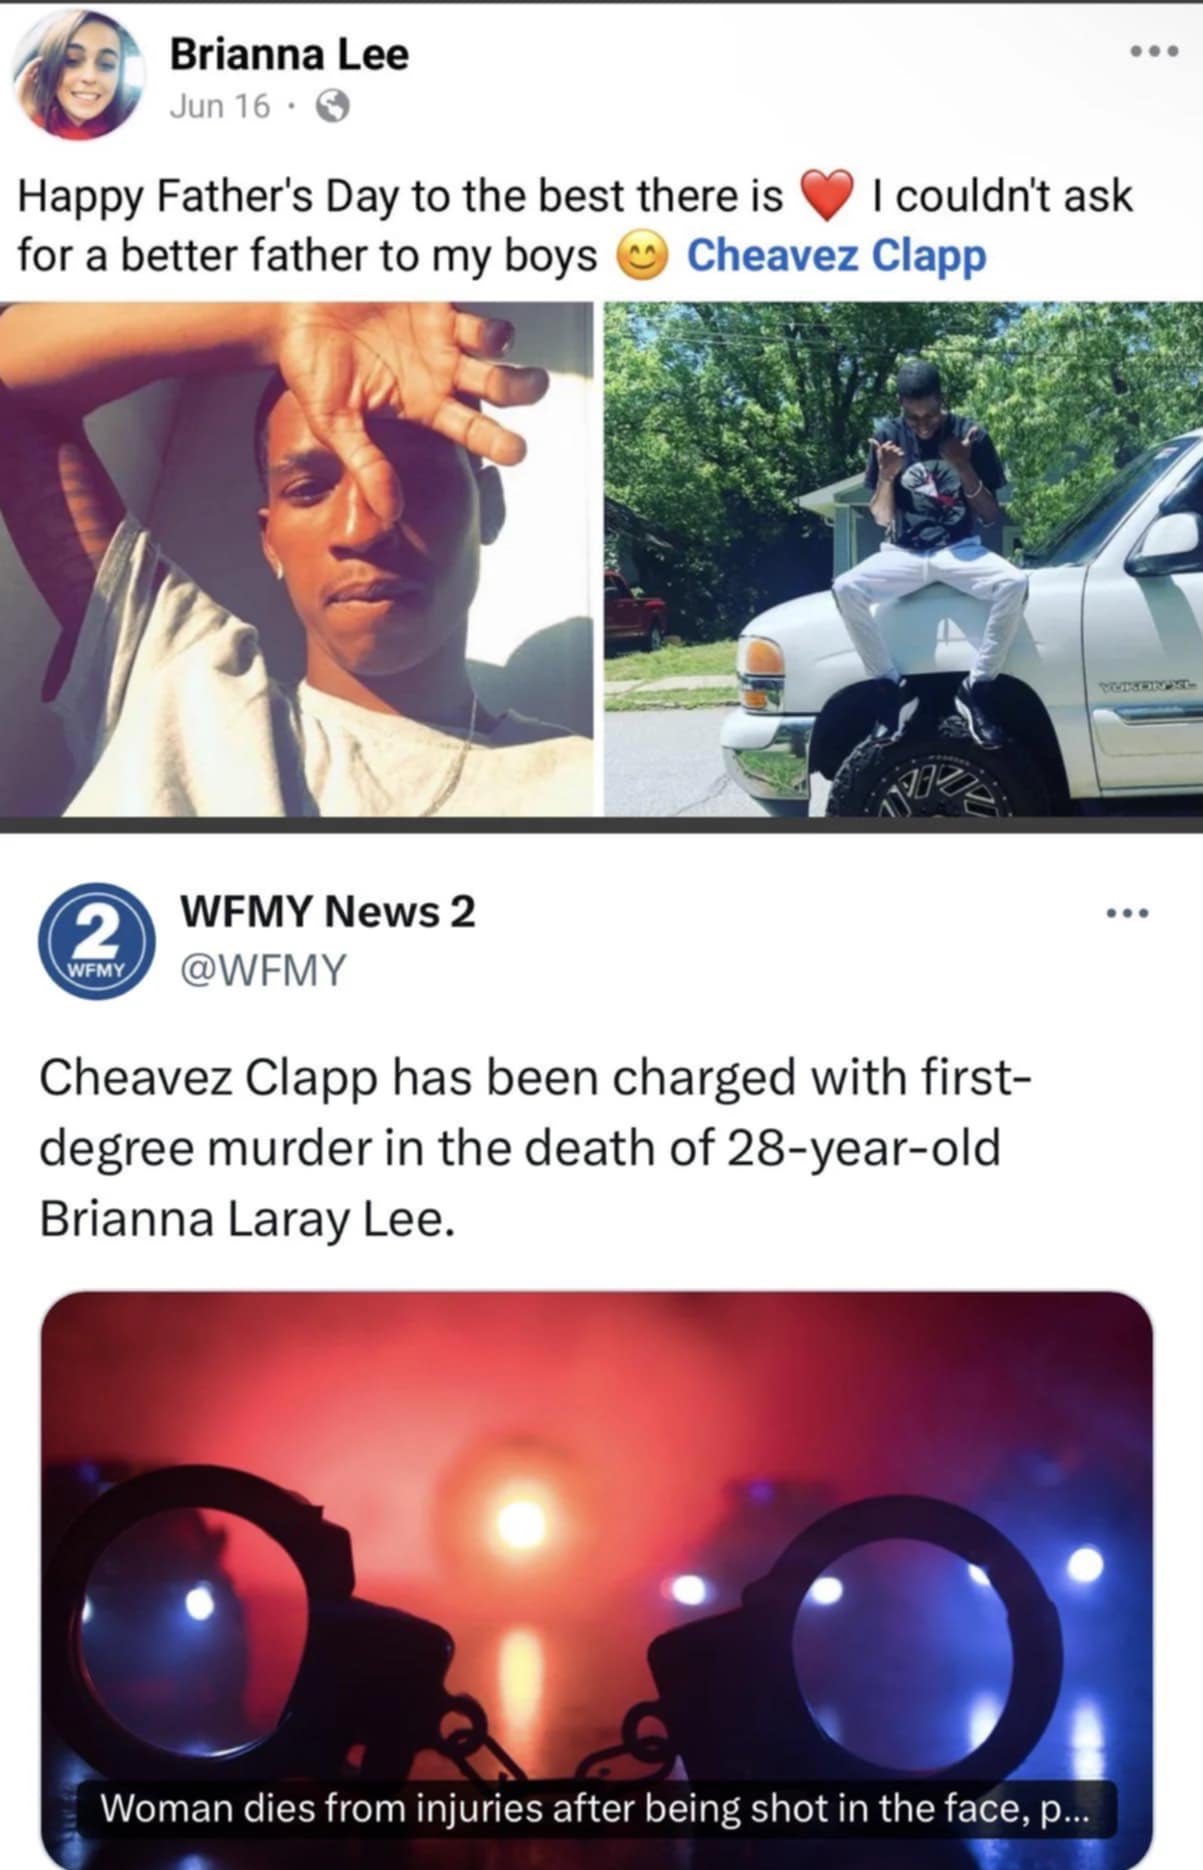 Brianna Lee
Jun 16 ·
Happy Father's Day to the best there is ❤️ I couldn't ask
for a better father to my boys 😊 Cheavez Clapp
YUKON XL
2
WFMY
WFMY News 2
@WFMY
Cheavez Clapp has been charged with first-
degree murder in the death of 28-year-old
Brianna Laray Lee.
Woman dies from injuries after being shot in the face, p...